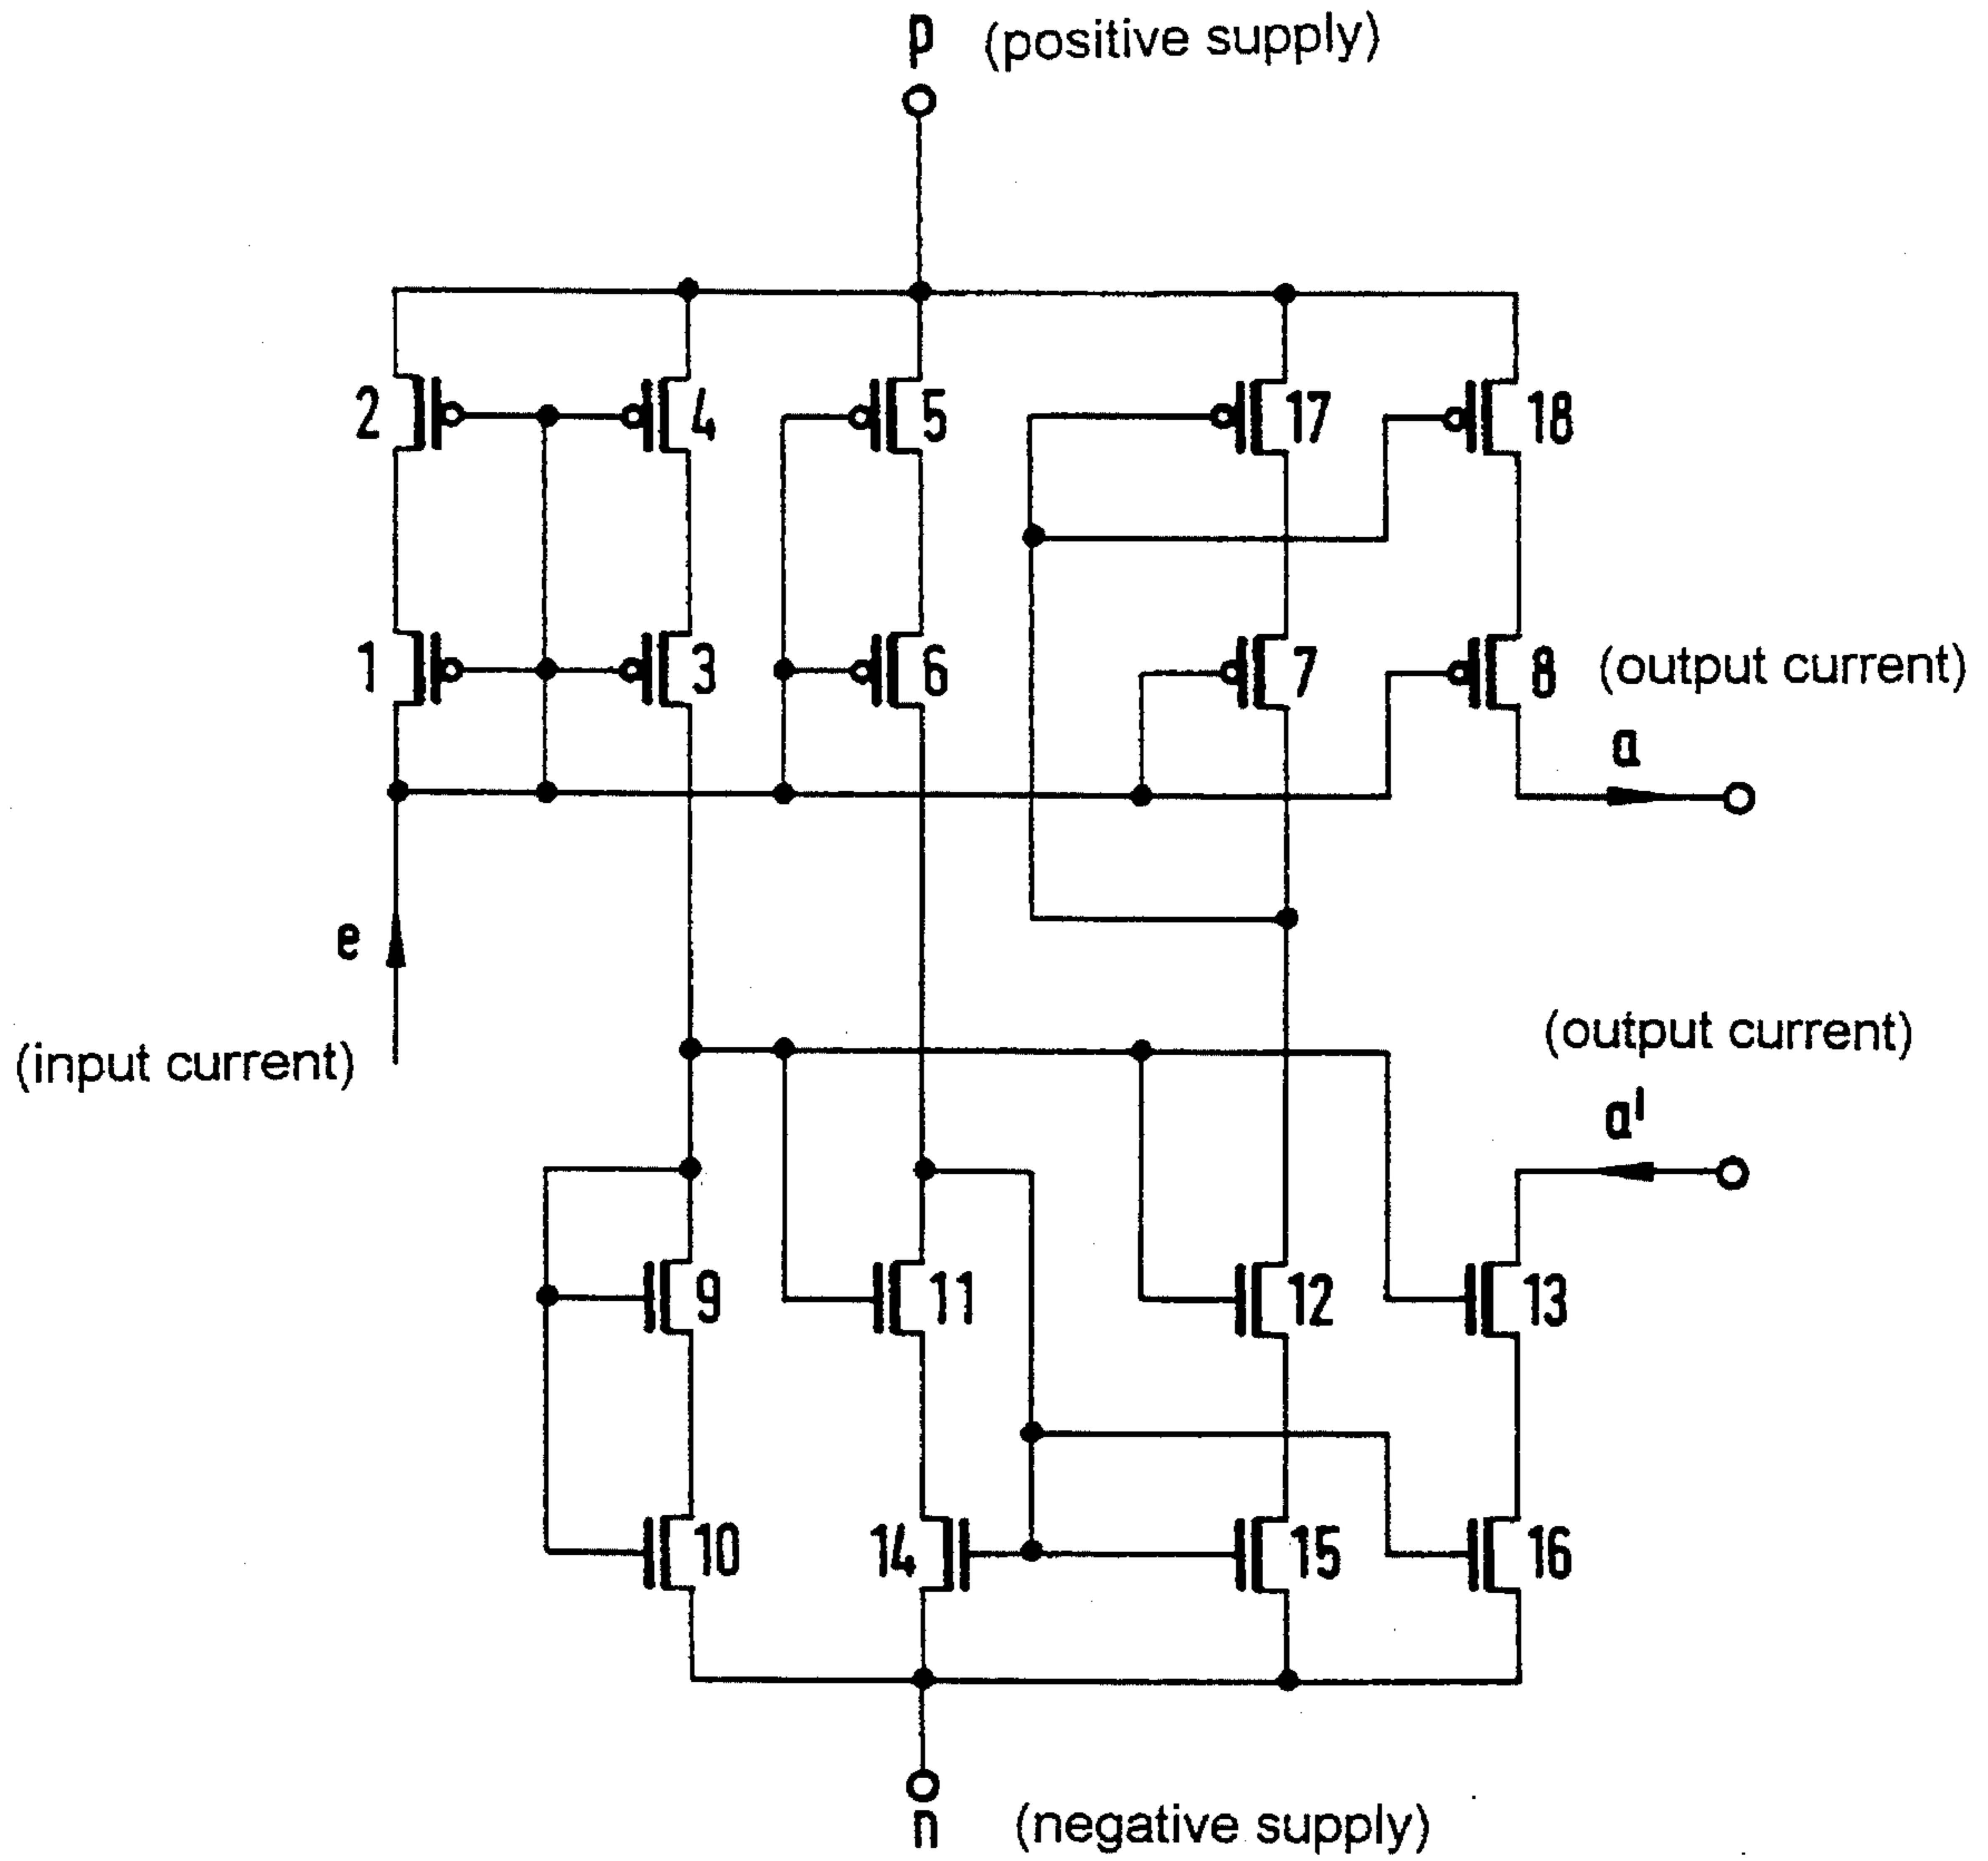 p (positive supply)
2 4 5 17 18
1 3 6 7 8 (output current)
a
e
(input current) (output current)
a'
9 11 12 13
10 14 15 16
n (negative supply)